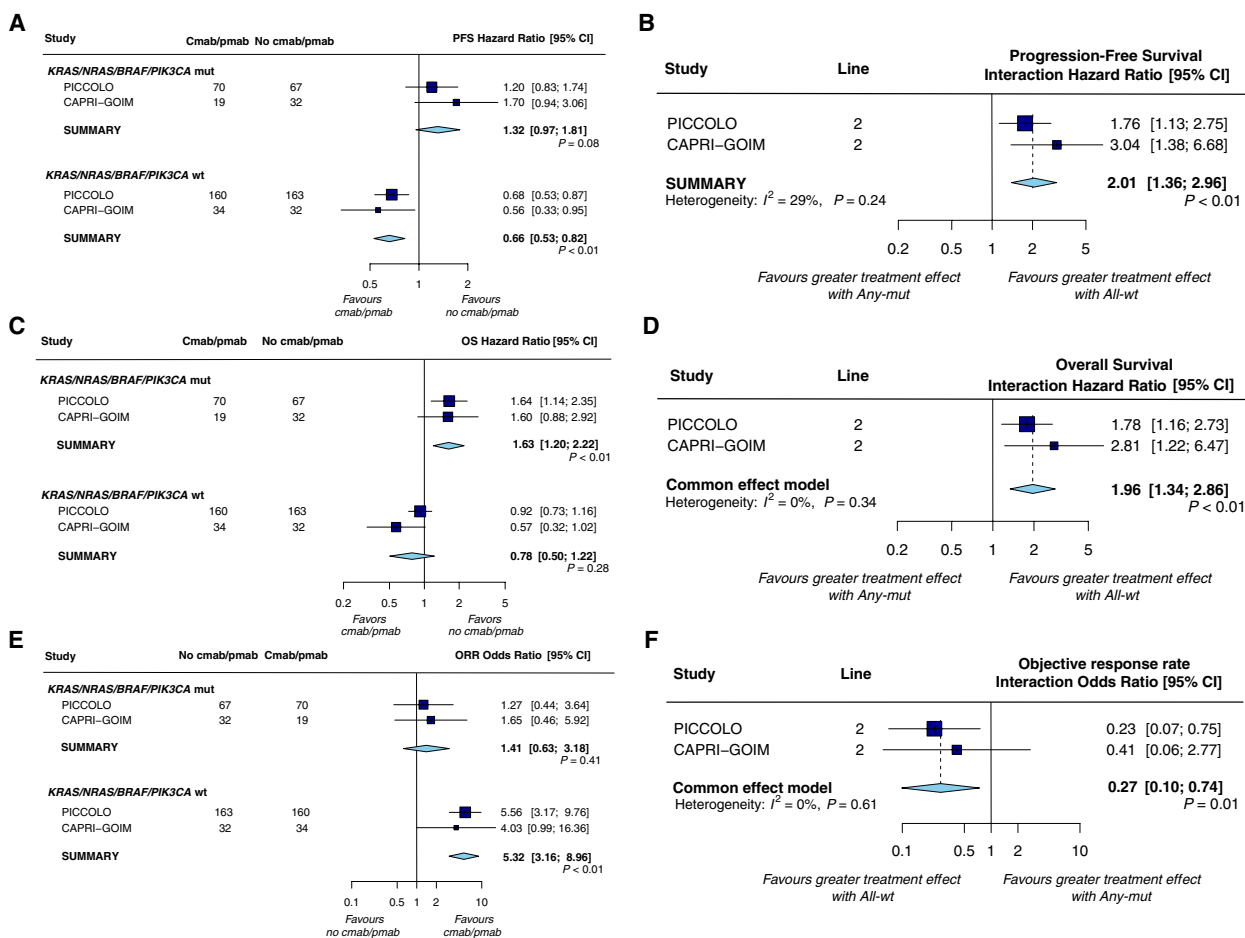 A
Study Cmab/pmab No cmab/pmab PFS Hazard Ratio [95% CI]
KRAS/NRAS/BRAF/PIK3CA mut
PICCOLO 70 67 1.20 [0.83; 1.74]
CAPRI−GOIM 19 32 1.70 [0.94; 3.06]
SUMMARY 1.32 [0.97; 1.81]
P = 0.08
KRAS/NRAS/BRAF/PIK3CA wt
PICCOLO 160 163 0.68 [0.53; 0.87]
CAPRI−GOIM 34 32 0.56 [0.33; 0.95]
SUMMARY 0.66 [0.53; 0.82]
P < 0.01
0.5 1 2
Favours Favours
cmab/pmab no cmab/pmab
B
Progression-Free Survival
Study Line Interaction Hazard Ratio [95% CI]
PICCOLO 2 1.76 [1.13; 2.75]
CAPRI-GOIM 2 3.04 [1.38; 6.68]
SUMMARY 2.01 [1.36; 2.96]
Heterogeneity: I² = 29%, P = 0.24 P < 0.01
0.2 0.5 1 2 5
Favours greater treatment effect Favours greater treatment effect
with Any-mut with All-wt
C
Study Cmab/pmab No cmab/pmab OS Hazard Ratio [95% CI]
KRAS/NRAS/BRAF/PIK3CA mut
PICCOLO 70 67 1.64 [1.14; 2.35]
CAPRI−GOIM 19 32 1.60 [0.88; 2.92]
SUMMARY 1.63 [1.20; 2.22]
P < 0.01
KRAS/NRAS/BRAF/PIK3CA wt
PICCOLO 160 163 0.92 [0.73; 1.16]
CAPRI−GOIM 34 32 0.57 [0.32; 1.02]
SUMMARY 0.78 [0.50; 1.22]
P = 0.28
0.2 0.5 1 2 5
Favors Favors
cmab/pmab no cmab/pmab
D
Overall Survival
Study Line Interaction Hazard Ratio [95% CI]
PICCOLO 2 1.78 [1.16; 2.73]
CAPRI-GOIM 2 2.81 [1.22; 6.47]
Common effect model 1.96 [1.34; 2.86]
Heterogeneity: I² = 0%, P = 0.34 P < 0.01
0.2 0.5 1 2 5
Favours greater treatment effect Favours greater treatment effect
with Any-mut with All-wt
E
Study No cmab/pmab Cmab/pmab ORR Odds Ratio [95% CI]
KRAS/NRAS/BRAF/PIK3CA mut
PICCOLO 67 70 1.27 [0.44; 3.64]
CAPRI−GOIM 32 19 1.65 [0.46; 5.92]
SUMMARY 1.41 [0.63; 3.18]
P = 0.41
KRAS/NRAS/BRAF/PIK3CA wt
PICCOLO 163 160 5.56 [3.17; 9.76]
CAPRI−GOIM 32 34 4.03 [0.99; 16.36]
SUMMARY 5.32 [3.16; 8.96]
P < 0.01
0.1 0.5 1 2 10
Favours Favours
no cmab/pmab cmab/pmab
F
Objective response rate
Study Line Interaction Odds Ratio [95% CI]
PICCOLO 2 0.23 [0.07; 0.75]
CAPRI-GOIM 2 0.41 [0.06; 2.77]
Common effect model 0.27 [0.10; 0.74]
Heterogeneity: I² = 0%, P = 0.61 P = 0.01
0.1 0.5 1 2 10
Favours greater treatment effect Favours greater treatment effect
with All-wt with Any-mut